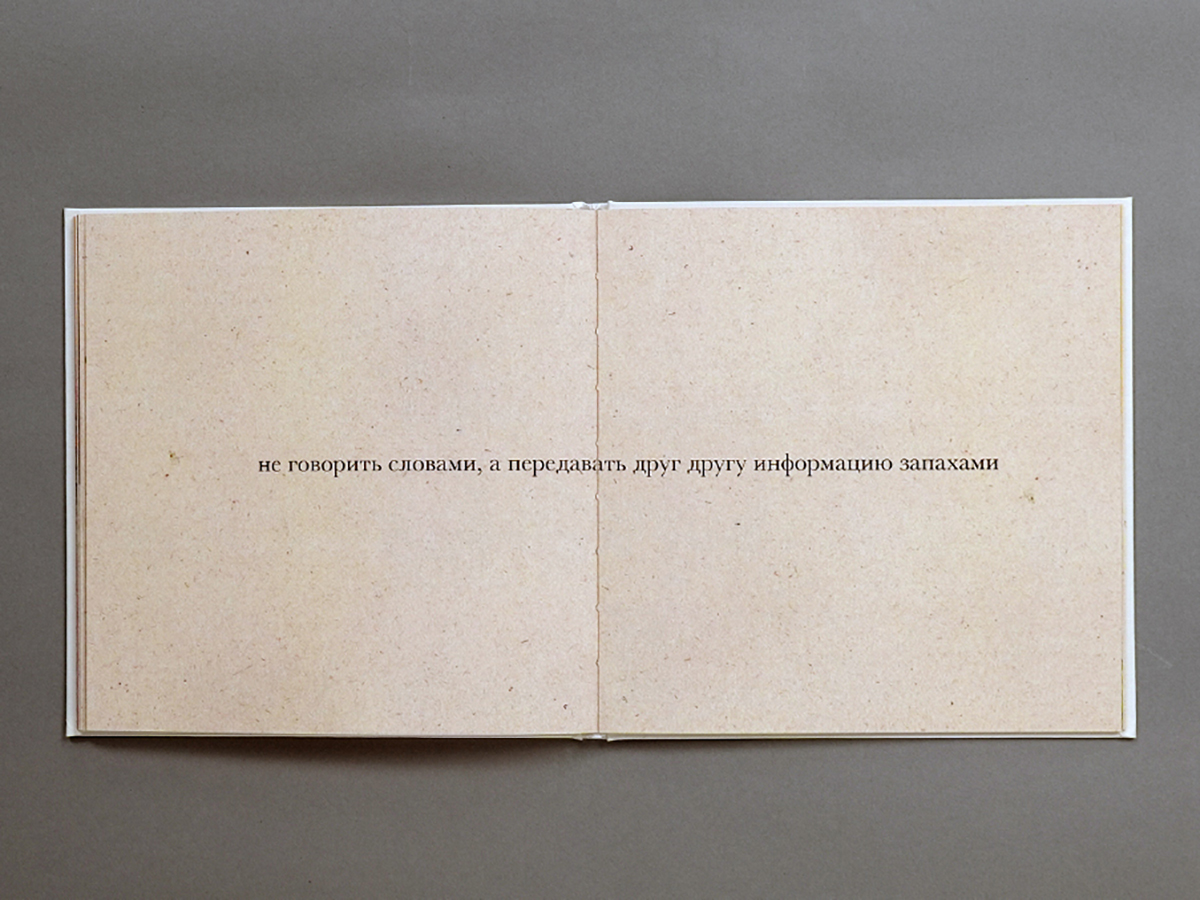 не говорить словами, а передавать друг другу информацию запахами